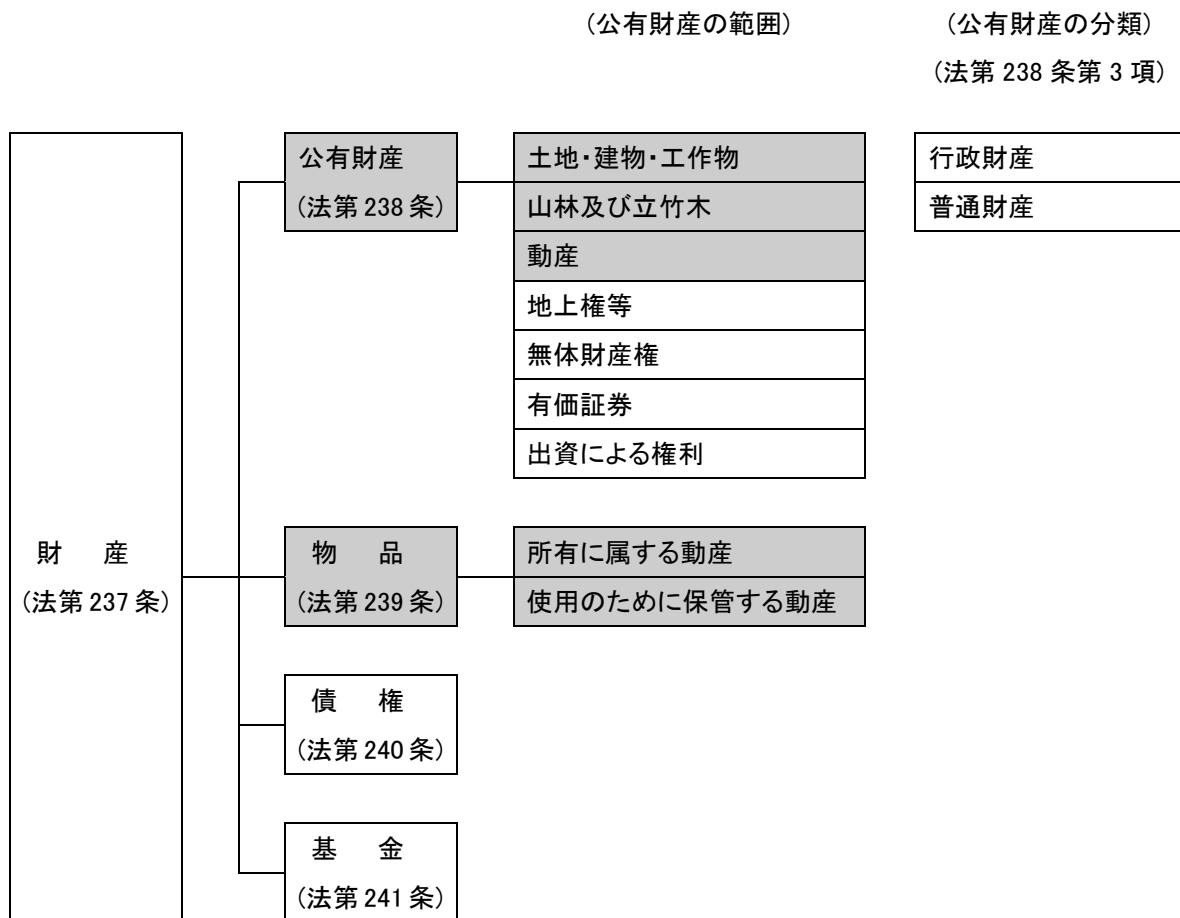 (公有財産の範囲)
(公有財産の分類)
(法第 238 条第 3 項)
公有財産
(法第 238 条)
土地・建物・工作物
山林及び立竹木
動産
地上権等
無体財産権
有価証券
出資による権利
行政財産
普通財産
財 産
(法第 237 条)
物 品
(法第 239 条)
所有に属する動産
使用のために保管する動産
債 権
(法第 240 条)
基 金
(法第 241 条)